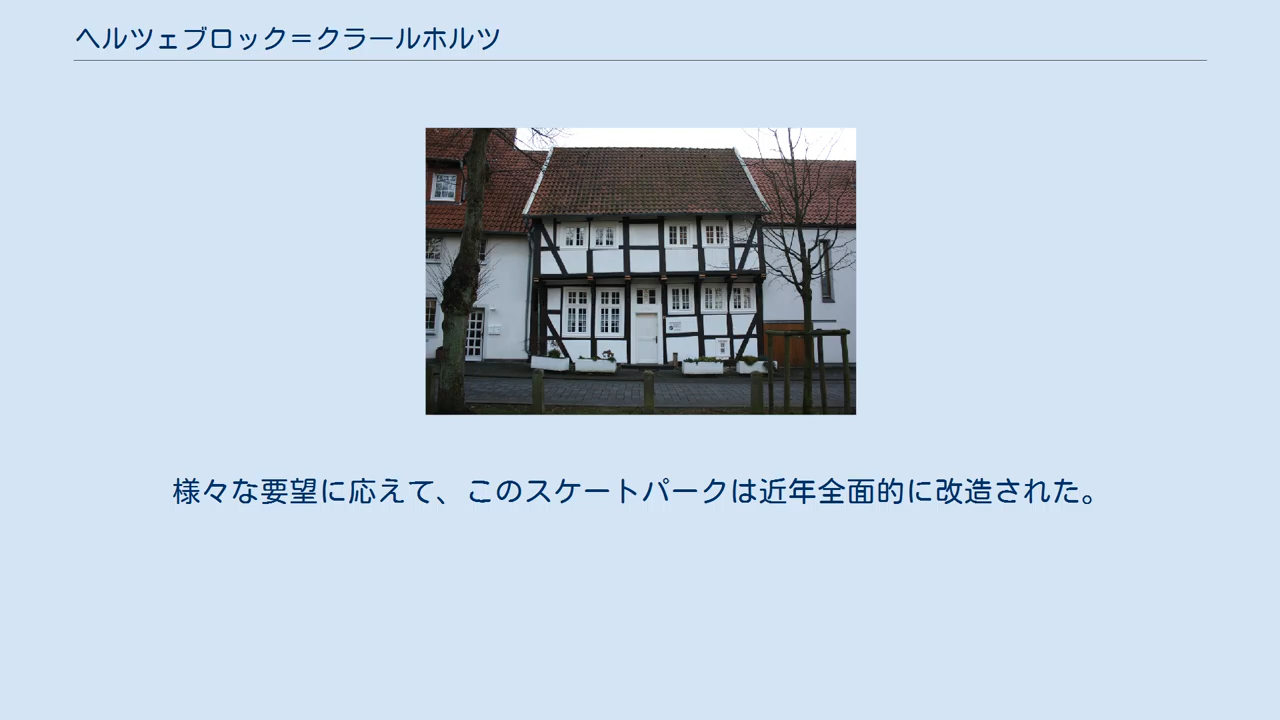 ヘルツェブロック＝クラールホルツ
様々な要望に応えて、このスケートパークは近年全面的に改造された。